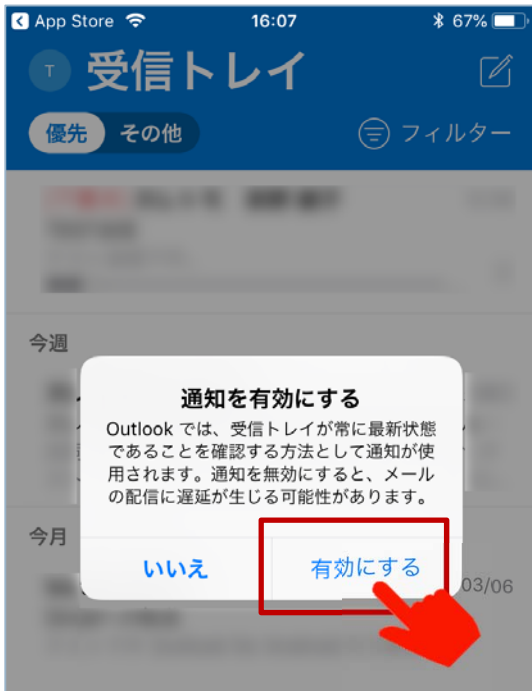 App Store 16:07 67%
T 受信トレイ
優先 その他 フィルター
今週
通知を有効にする
Outlook では、受信トレイが常に最新状態
であることを確認する方法として通知が使
用されます。通知を無効にすると、メール
の配信に遅延が生じる可能性があります。
今月
いいえ 有効にする
03/06